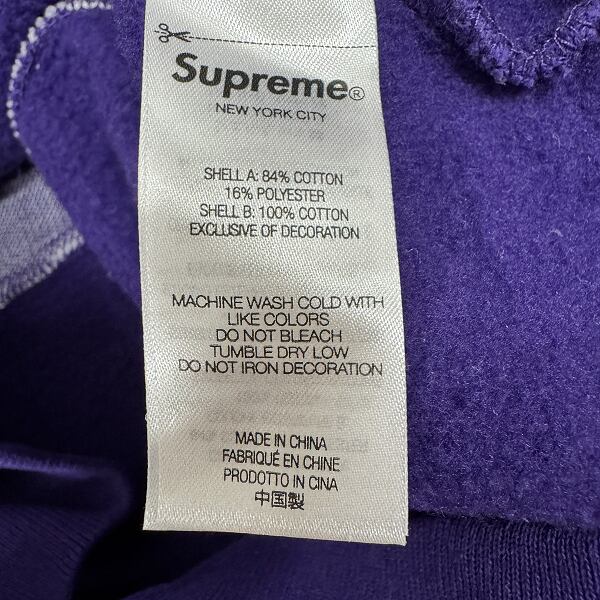 Supreme®
NEW YORK CITY
SHELL A: 84% COTTON
16% POLYESTER
SHELL B: 100% COTTON
EXCLUSIVE OF DECORATION
MACHINE WASH COLD WITH
LIKE COLORS
DO NOT BLEACH
TUMBLE DRY LOW
DO NOT IRON DECORATION
MADE IN CHINA
FABRIQUÉ EN CHINE
PRODOTTO IN CINA
中国製